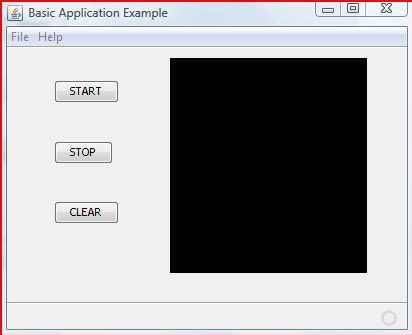 Basic Application Example
File Help
START
STOP
CLEAR